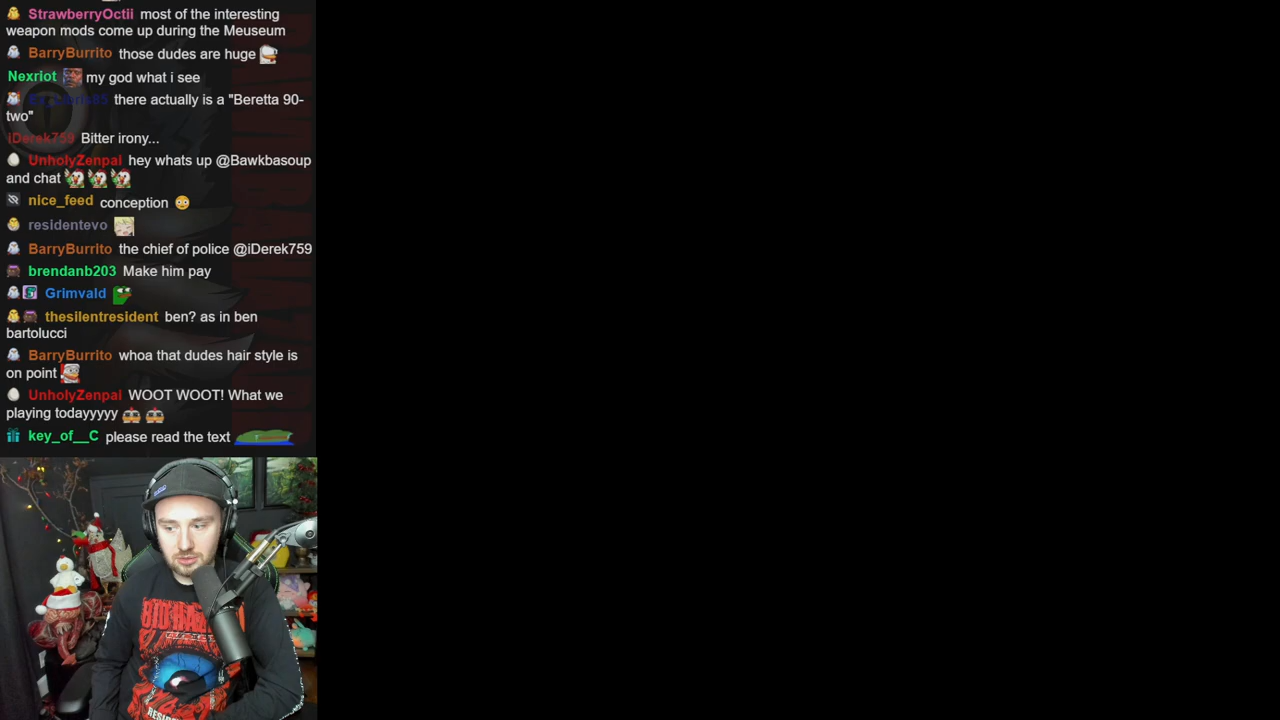 StrawberryOctii most of the interesting
weapon mods come up during the Meuseum
BarryBurrito those dudes are huge
Nexriot my god what i see
there actually is a "Beretta 90-
two"
iDerek759 Bitter irony...
UnholyZenpai hey whats up @Bawkbasoup
and chat
nice_feed conception
residentevo
BarryBurrito the chief of police @iDerek759
brendanb203 Make him pay
Grimvald
thesilentresident ben? as in ben
bartolucci
BarryBurrito whoa that dudes hair style is
on point
UnholyZenpai WOOT WOOT! What we
playing todayyyyy
key_of__C please read the text